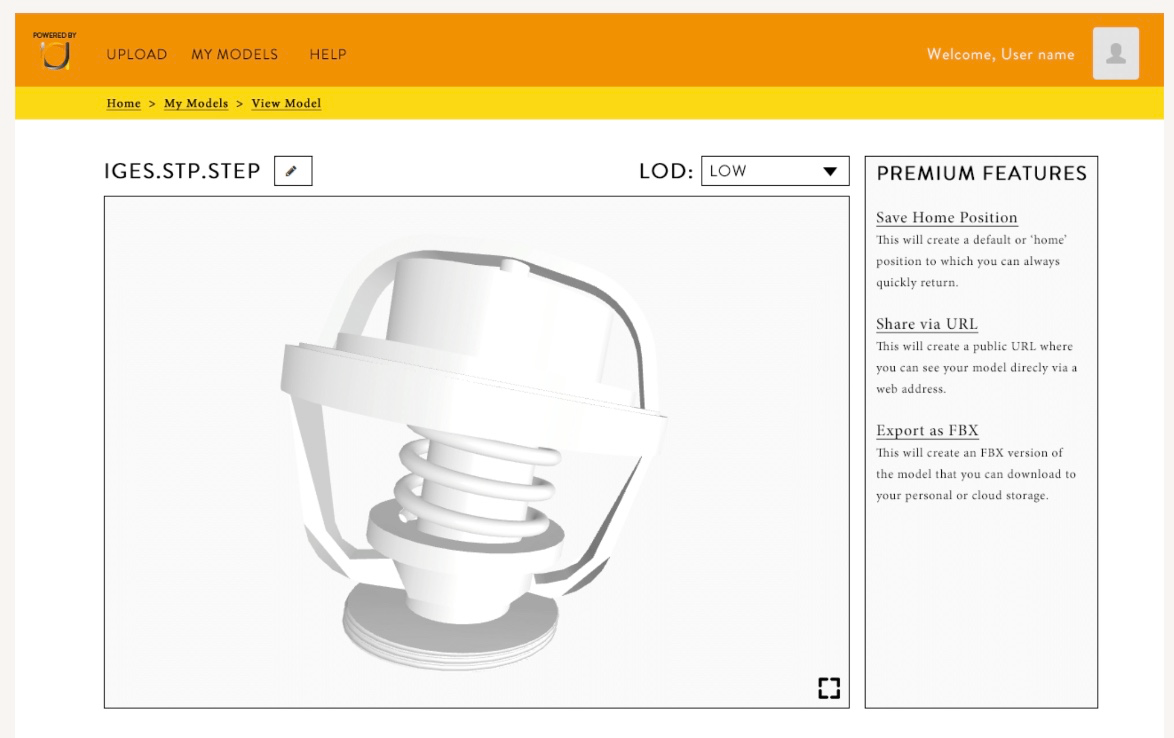 POWERED BY
UPLOAD MY MODELS HELP
Welcome, User name
Home > My Models > View Model
IGES.STP.STEP
LOD: LOW
PREMIUM FEATURES
Save Home Position
This will create a default or ‘home’
position to which you can always
quickly return.
Share via URL
This will create a public URL where
you can see your model direcly via a
web address.
Export as FBX
This will create an FBX version of
the model that you can download to
your personal or cloud storage.